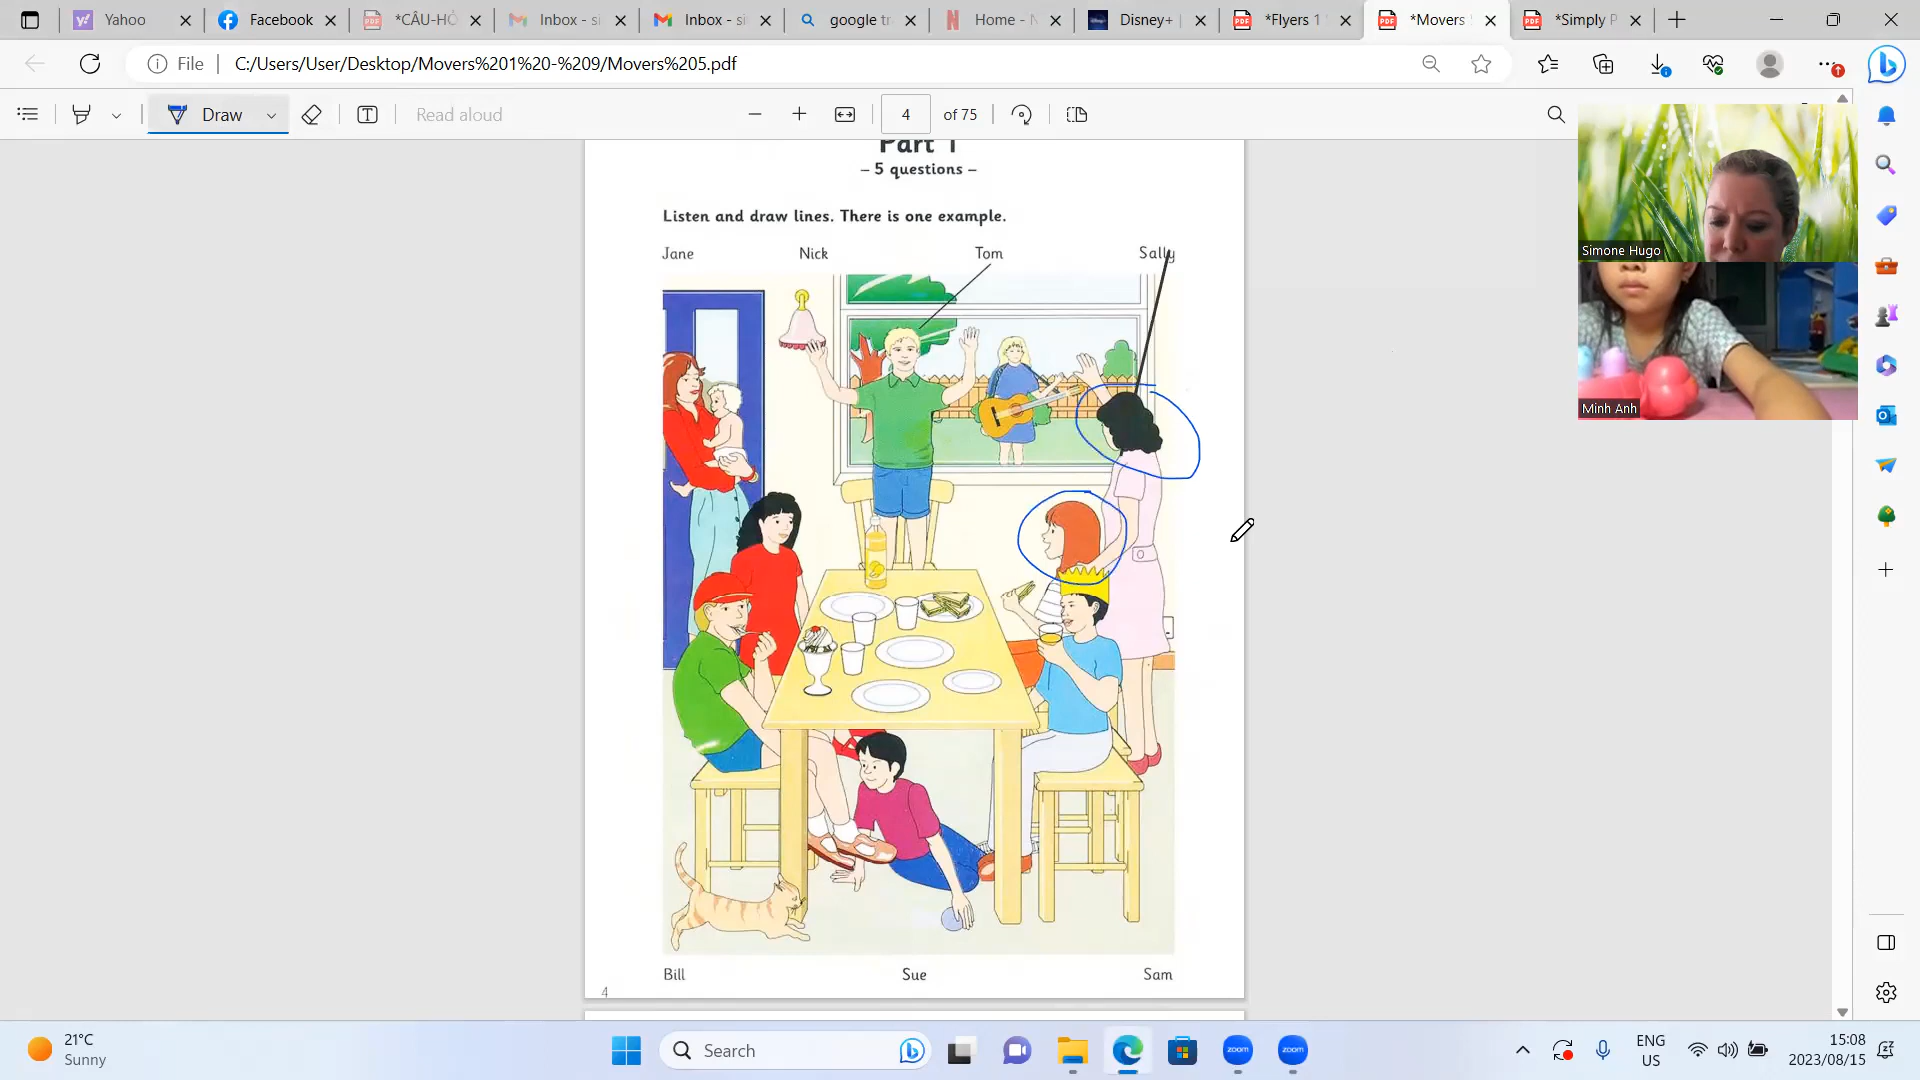 Yahoo
Facebook
*CÂU-HỎ
Inbox - si
Inbox - si
google tr
Home - N
Disney+ |
*Flyers 1
*Movers
*Simply P
File
C:/Users/User/Desktop/Movers%201%20-%209/Movers%205.pdf
Draw
Read aloud
4
of 75
Part 1
– 5 questions –
Listen and draw lines. There is one example.
Jane
Nick
Tom
Sally
Bill
Sue
Sam
4
Simone Hugo
Minh Anh
21°C
Sunny
Search
zoom
zoom
ENG
US
15:08
2023/08/15